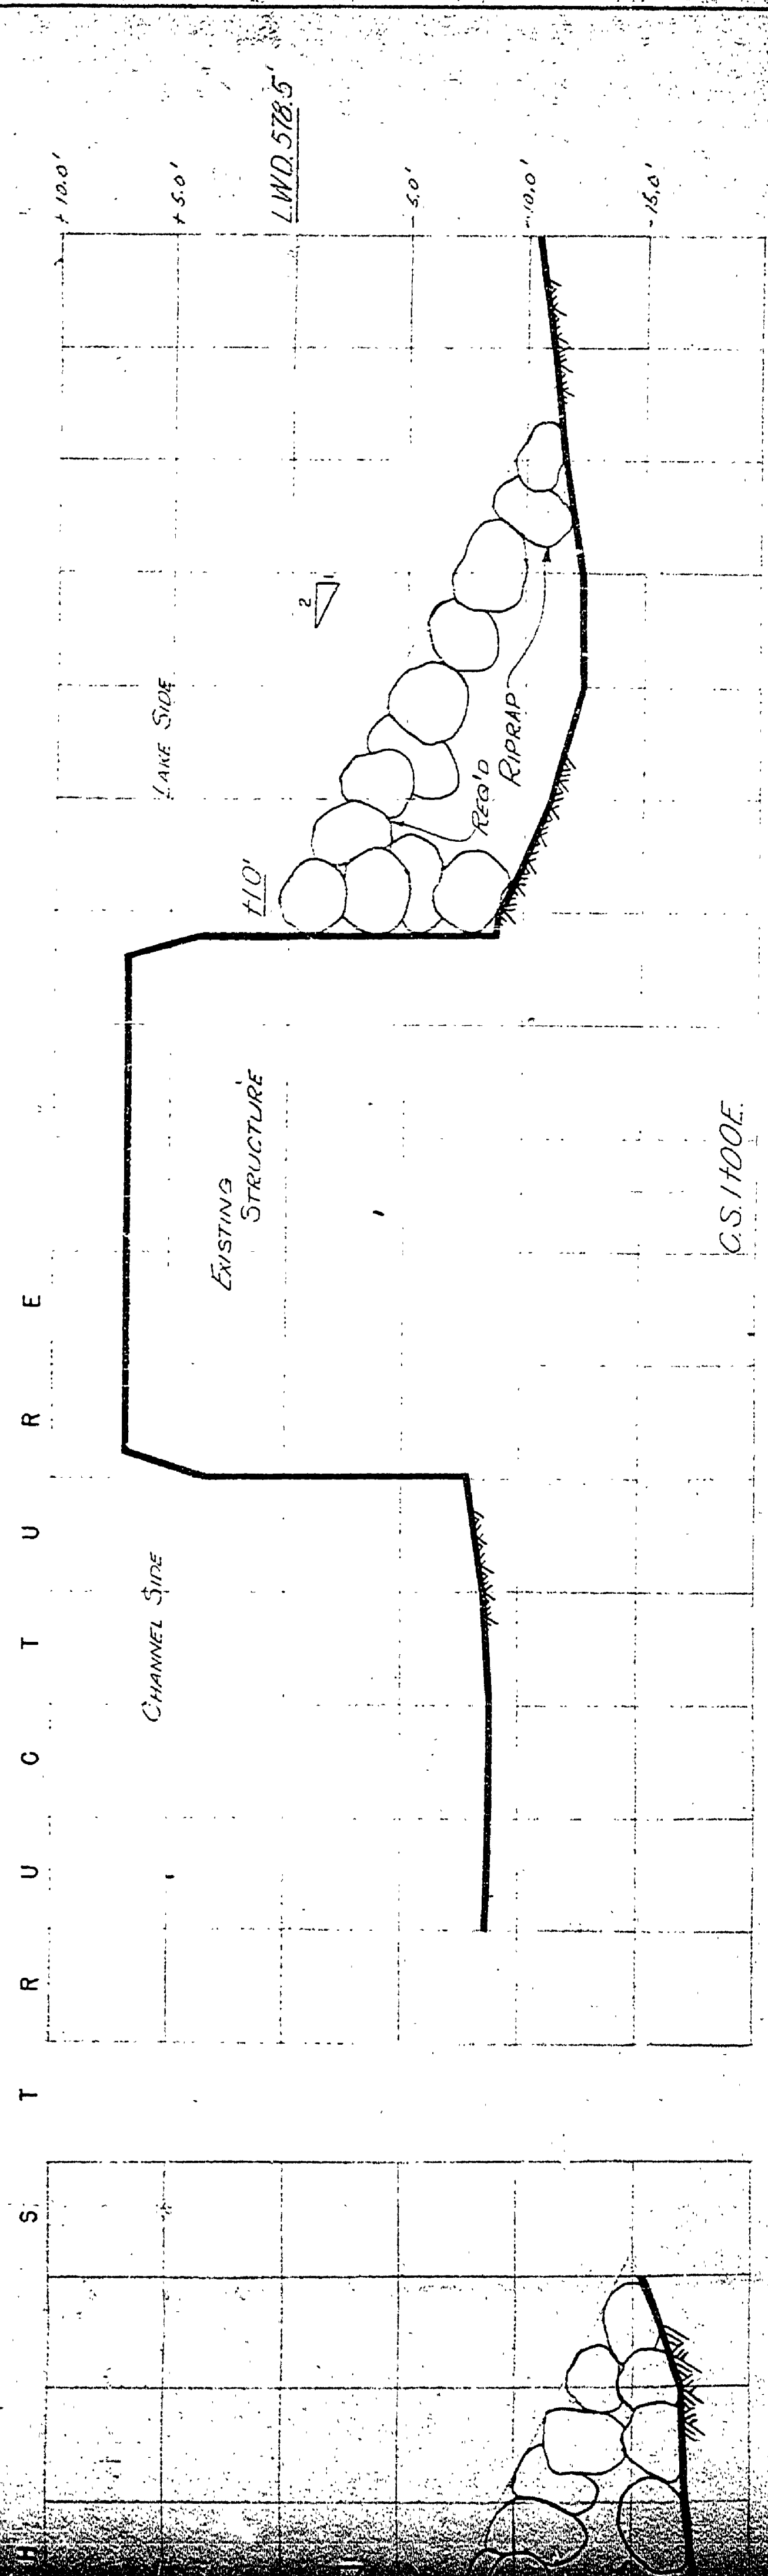 H STRUCTURE
+10.0'
+5.0'
L.W.D. 578.5'
-5.0'
-10.0'
-15.0'
LAKE SIDE
2
1
+1.0'
REQ'D
RIPRAP
EXISTING
STRUCTURE
CHANNEL SIDE
C.S. 1+00E.